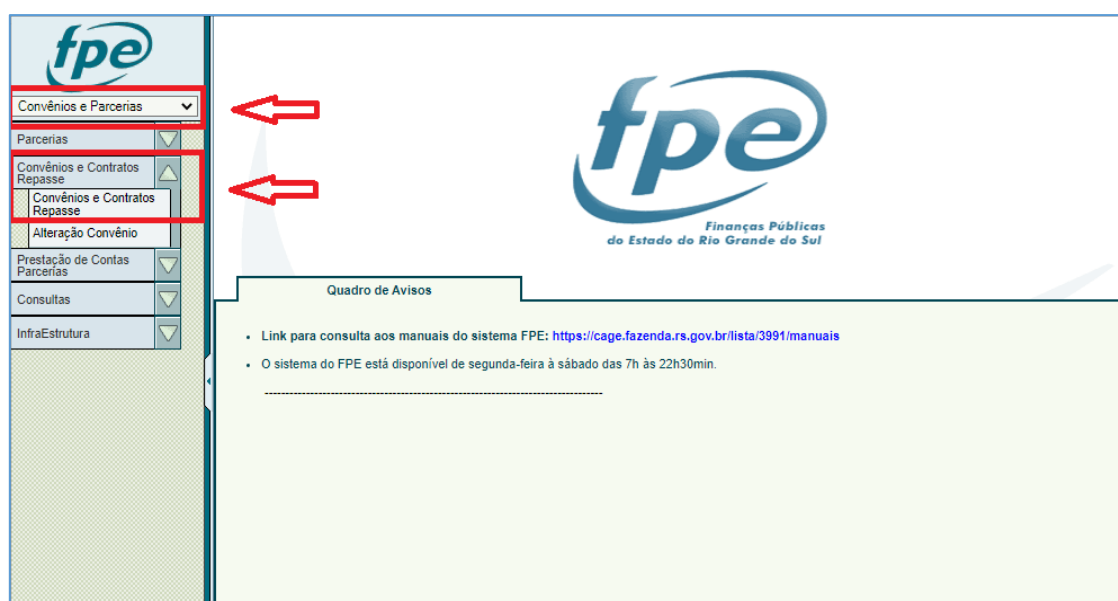 fpe
Convênios e Parcerias
Parcerias
Convênios e Contratos
Repasse
Convênios e Contratos
Repasse
Alteração Convênio
Prestação de Contas
Parcerias
Consultas
InfraEstrutura
fpe
Finanças Públicas
do Estado do Rio Grande do Sul
Quadro de Avisos
• Link para consulta aos manuais do sistema FPE: https://cage.fazenda.rs.gov.br/lista/3991/manuais
• O sistema do FPE está disponível de segunda-feira à sábado das 7h às 22h30min.
--------------------------------------------------------------------------------